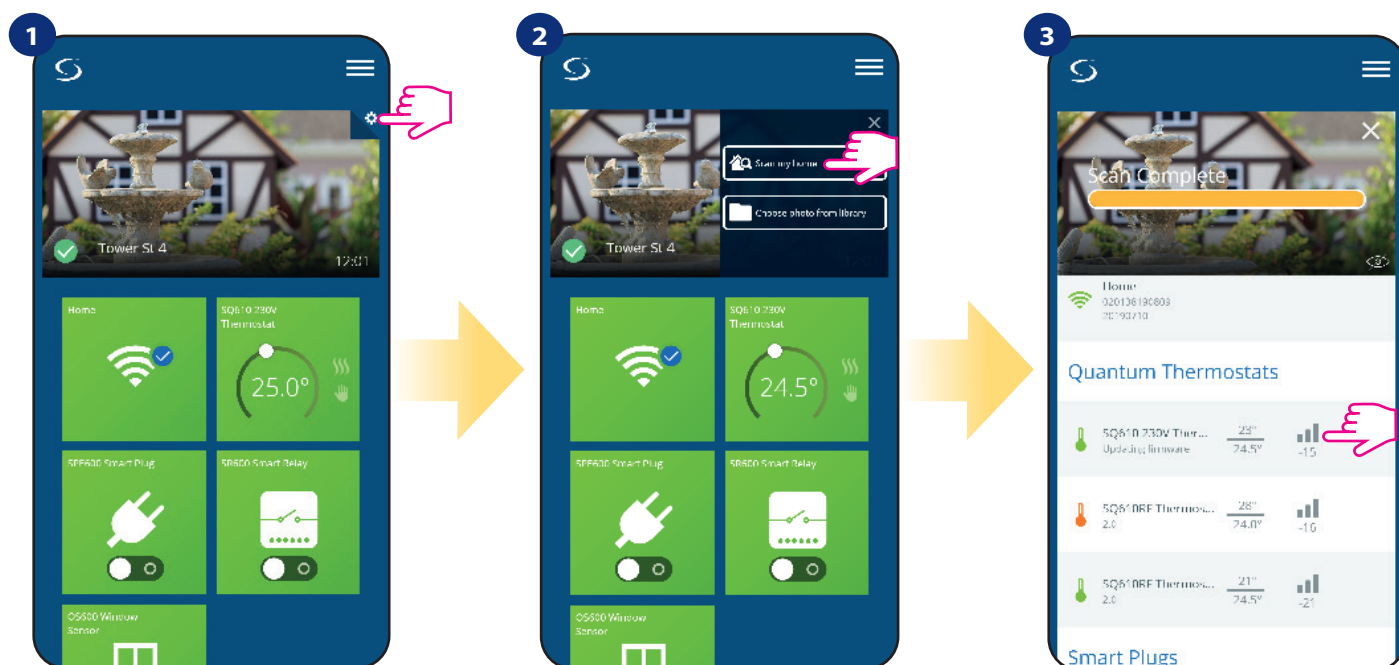 1
Tower St 4
12:01
Home
SQ610 230V
Thermostat
25.0°
SPE600 Smart Plug
SR600 Smart Relay
OS600 Window
Sensor
2
Scan my home
Choose photo from library
Tower St 4
Home
SQ610 230V
Thermostat
24.5°
SPE600 Smart Plug
SR600 Smart Relay
OS600 Window
Sensor
3
Scan Complete
Home
020138190809
20190710
Quantum Thermostats
SQ610 230V Ther...
Updating firmware
23°
24.5°
-15
SQ610RF Thermos...
2.0
28°
24.0°
-16
SQ610RF Thermos...
2.0
21°
24.5°
-21
Smart Plugs